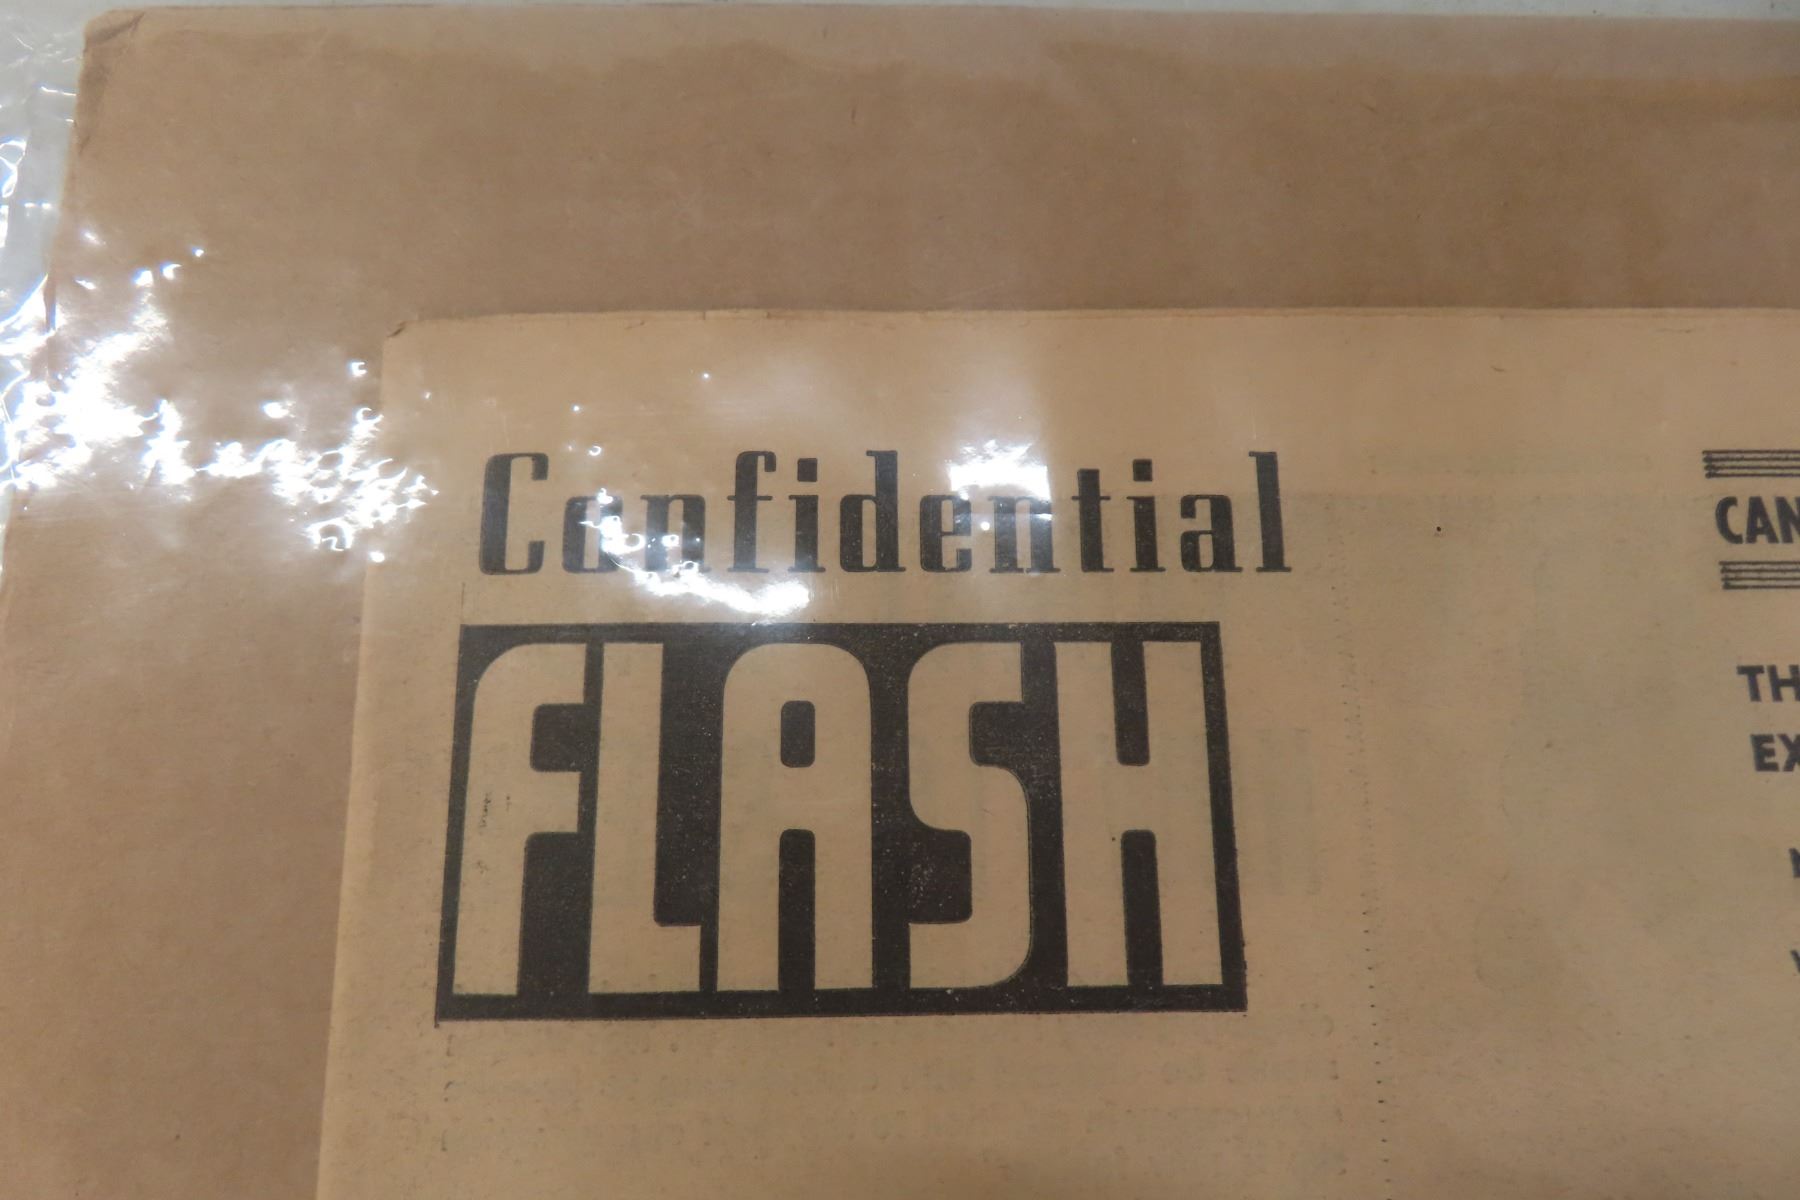 Confidential
FLASH
CAN
TH
EX